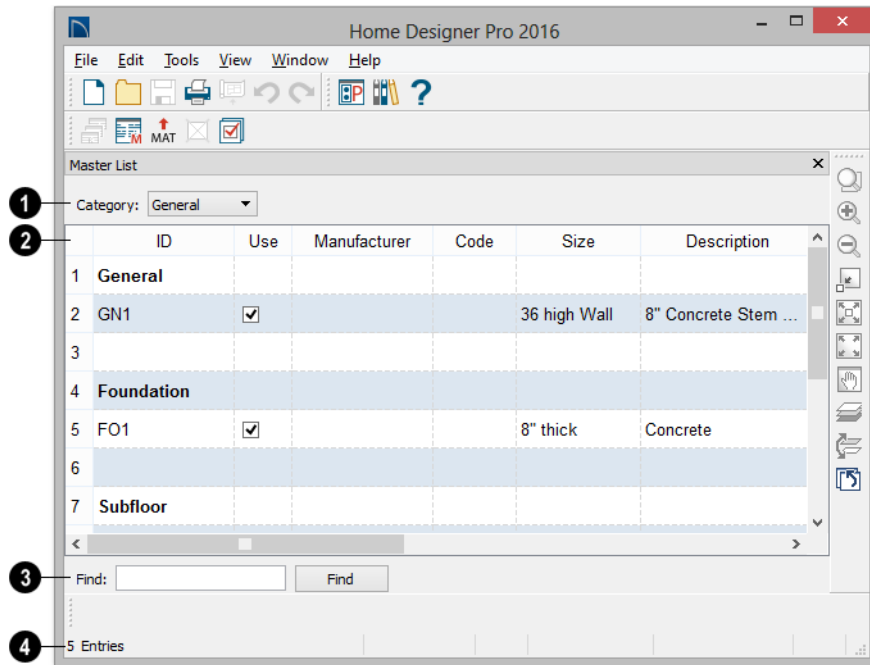 Home Designer Pro 2016
File Edit Tools View Window Help
P ?
M MAT
Master List
1 Category: General
2 ID Use Manufacturer Code Size Description
1 General
2 GN1 36 high Wall 8" Concrete Stem ...
3
4 Foundation
5 FO1 8" thick Concrete
6
7 Subfloor
3 Find: Find
4 5 Entries